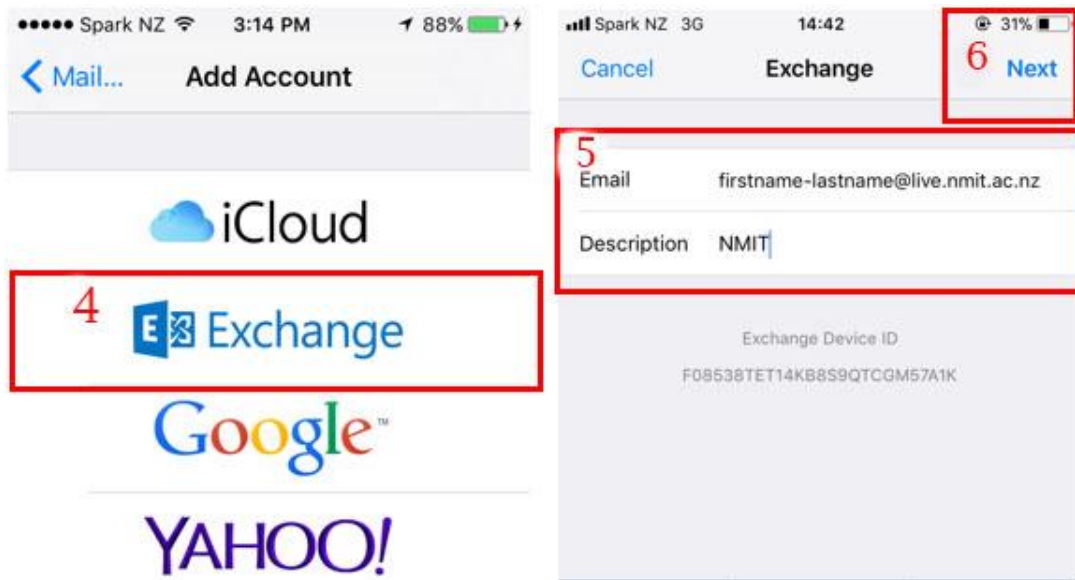 Spark NZ 3:14 PM 88%
Mail... Add Account
iCloud
4
E Exchange
Google™
YAHOO!
Spark NZ 3G 14:42 31%
Cancel Exchange 6 Next
5
Email firstname-lastname@live.nmit.ac.nz
Description NMIT
Exchange Device ID
F08538TET14KB8S9QTCGM57A1K